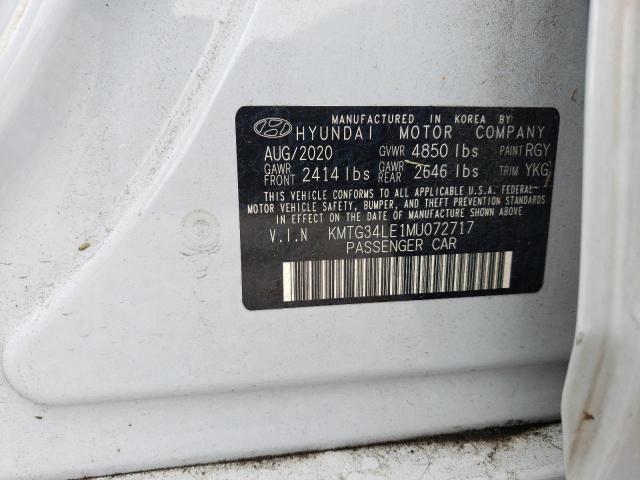 MANUFACTURED IN KOREA BY
HYUNDAI MOTOR COMPANY
AUG/2020 GVWR 4850 lbs PAINT RGY
GAWR FRONT 2414 lbs GAWR REAR 2646 lbs TRIM YKG
THIS VEHICLE CONFORMS TO ALL APPLICABLE U.S.A. FEDERAL
MOTOR VEHICLE SAFETY, BUMPER, AND THEFT PREVENTION STANDARDS
IN EFFECT ON THE DATE OF MANUFACTURE SHOWN ABOVE.
V.I.N KMTG34LE1MU072717
PASSENGER CAR